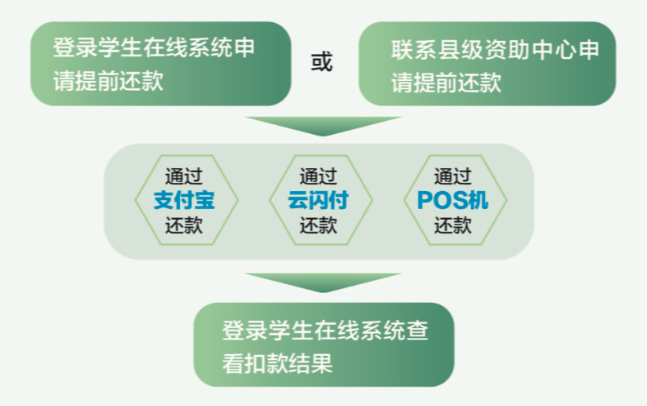 登录学生在线系统申
请提前还款
或
联系县级资助中心申
请提前还款
通过
支付宝
还款
通过
云闪付
还款
通过
POS机
还款
登录学生在线系统查
看扣款结果